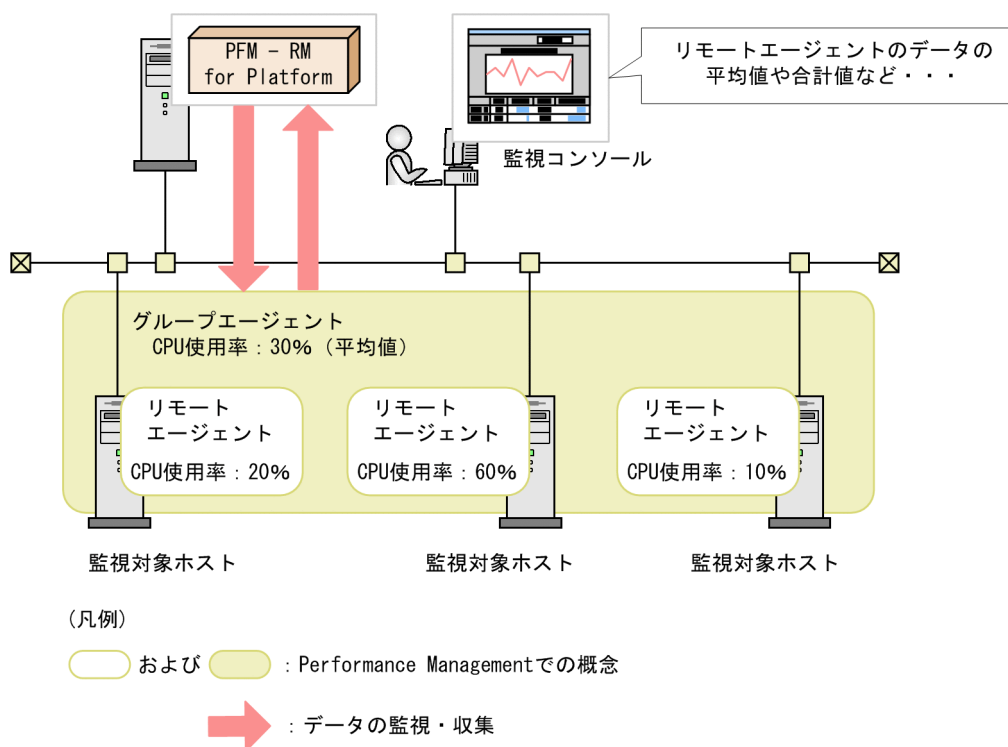 PFM - RM
for Platform
リモートエージェントのデータの
平均値や合計値など・・・
監視コンソール
グループエージェント
CPU使用率：30%（平均値）
リモート
エージェント
CPU使用率：20%
リモート
エージェント
CPU使用率：60%
リモート
エージェント
CPU使用率：10%
監視対象ホスト
監視対象ホスト
監視対象ホスト
(凡例)
および ：Performance Managementでの概念
：データの監視・収集